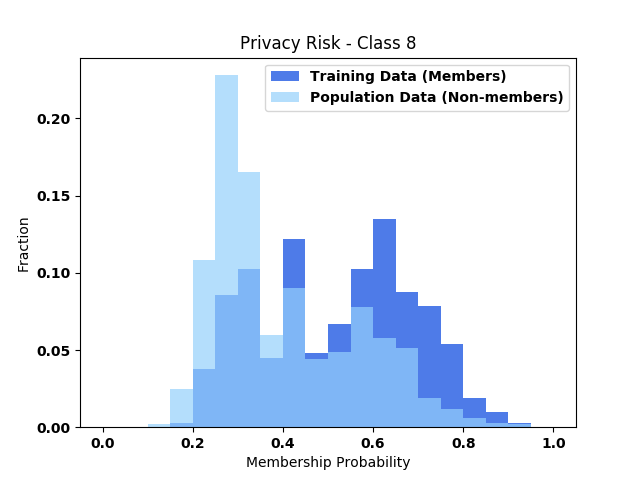 Privacy Risk - Class 8
Training Data (Members)
Population Data (Non-members)
Fraction
0.20
0.15
0.10
0.05
0.00
0.0 0.2 0.4 0.6 0.8 1.0
Membership Probability